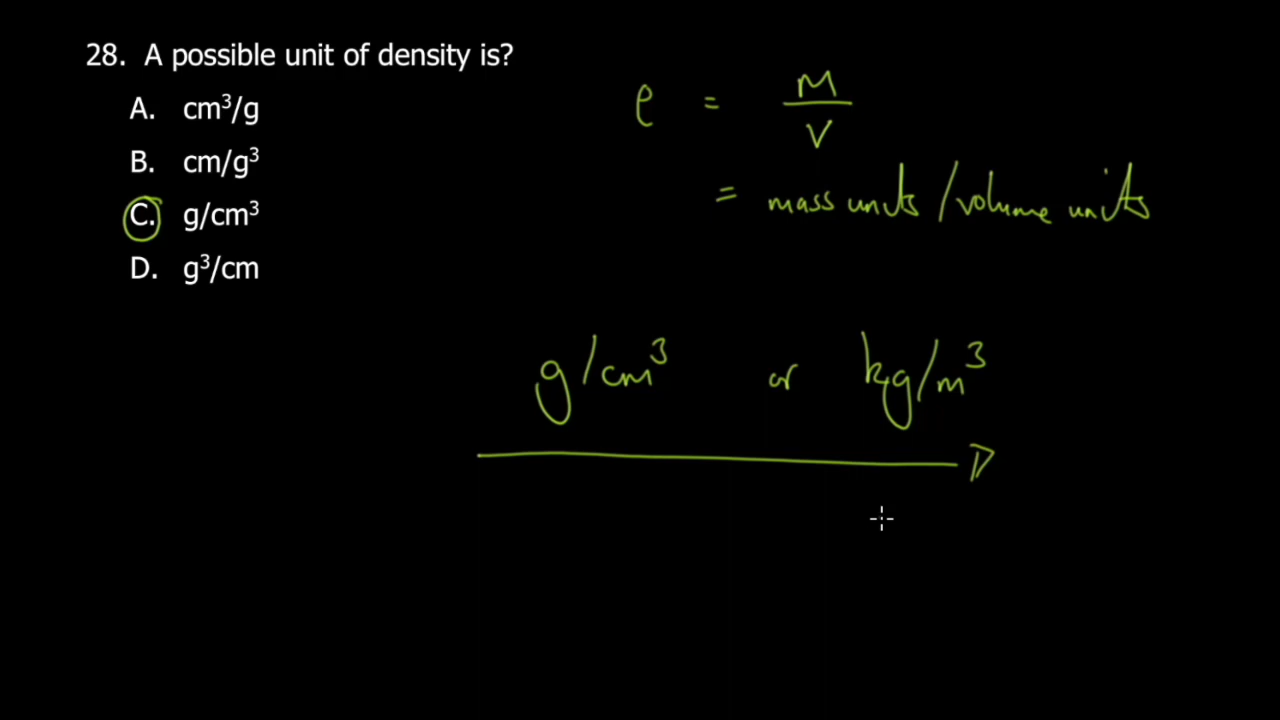 28. A possible unit of density is?
A. cm³/g
B. cm/g³
C. g/cm³
D. g³/cm
ρ = M/V
= mass units / volume units
g/cm³ or kg/m³